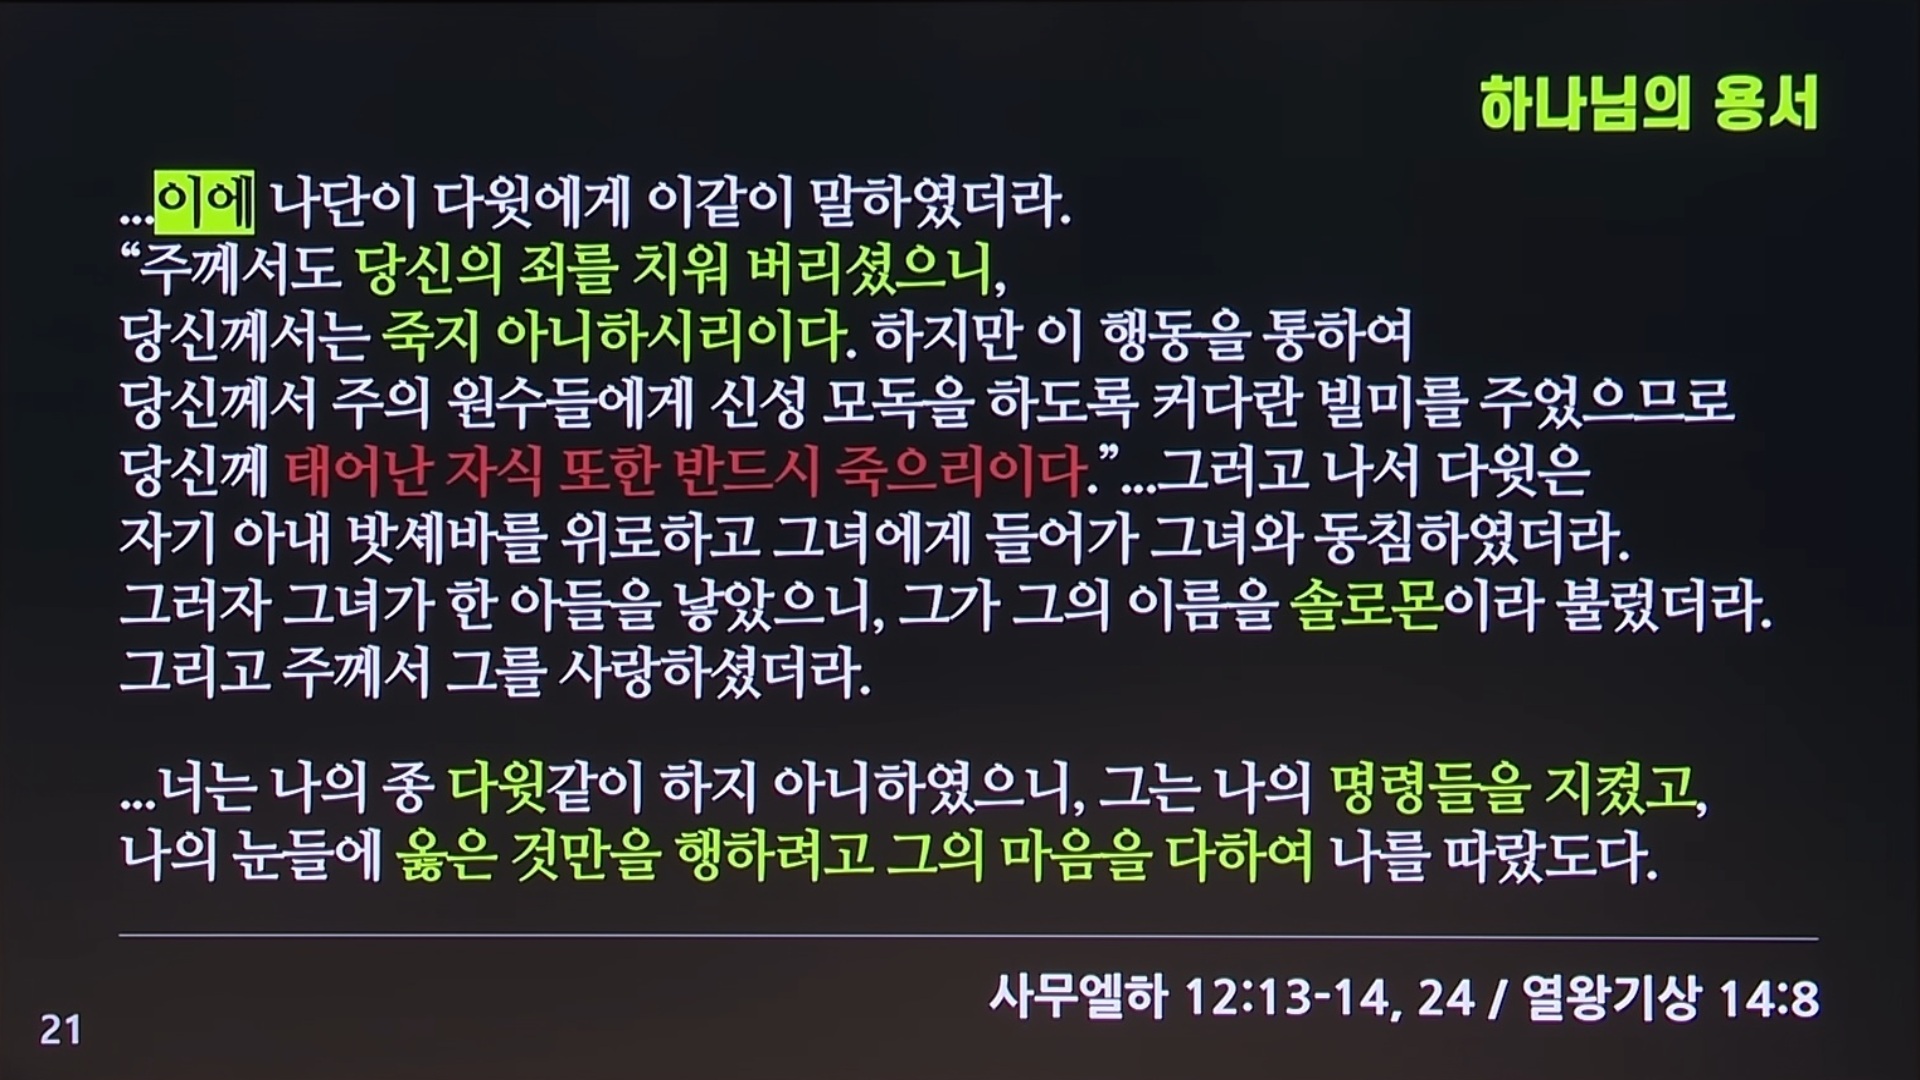 하나님의 용서
...이에 나단이 다윗에게 이같이 말하였더라.
“주께서도 당신의 죄를 치워 버리셨으니,
당신께서는 죽지 아니하시리이다. 하지만 이 행동을 통하여
당신께서 주의 원수들에게 신성 모독을 하도록 커다란 빌미를 주었으므로
당신께 태어난 자식 또한 반드시 죽으리이다.”...그러고 나서 다윗은
자기 아내 밧셰바를 위로하고 그녀에게 들어가 그녀와 동침하였더라.
그러자 그녀가 한 아들을 낳았으니, 그가 그의 이름을 솔로몬이라 불렀더라.
그리고 주께서 그를 사랑하셨더라.
...너는 나의 종 다윗같이 하지 아니하였으니, 그는 나의 명령들을 지켰고,
나의 눈들에 옳은 것만을 행하려고 그의 마음을 다하여 나를 따랐도다.
사무엘하 12:13-14, 24 / 열왕기상 14:8
21